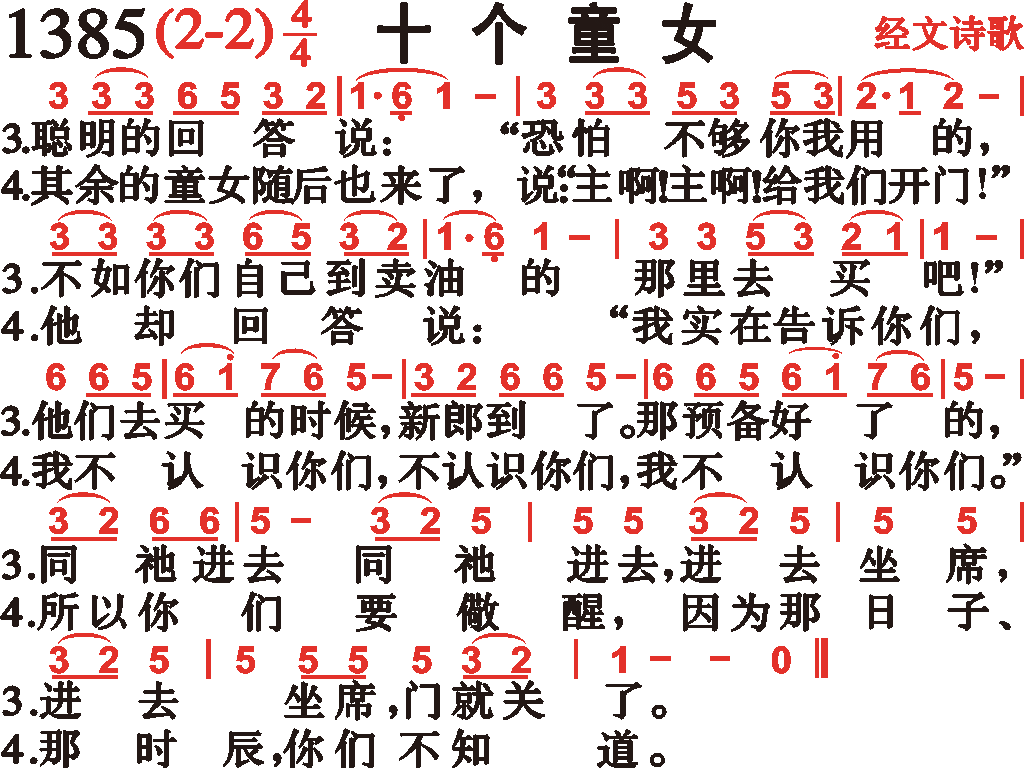 1385(2-2) 4/4 十个童女 经文诗歌
3 3 3 6 5 3 2|1·6 1 -|3 3 3 5 3 5 3|2·1 2 -|
3.聪明的回答说：“恐怕不够你我用的，
4.其余的童女随后也来了，说：“主啊！主啊！给我们开门！”
3 3 3 3 6 5 3 2|1·6 1 -|3 3 5 3 2 1|1 -|
3.不如你们自己到卖油的那里去买吧！”
4.他却回答说：“我实在告诉你们，
6 6 5|6 1 7 6 5-|3 2 6 6 5-|6 6 5 6 1 7 6|5-|
3.他们去买的时候，新郎到了。那预备好了的，
4.我不认识你们，不认识你们，我不认识你们。”
3 2 6 6|5 - 3 2 5|5 5 3 2 5|5 5|
3.同祂进去同祂进去，进去坐席，
4.所以你们要儆醒，因为那日子、
3 2 5|5 5 5 5 3 2|1 - - 0‖
3.进去坐席，门就关了。
4.那时辰，你们不知道。